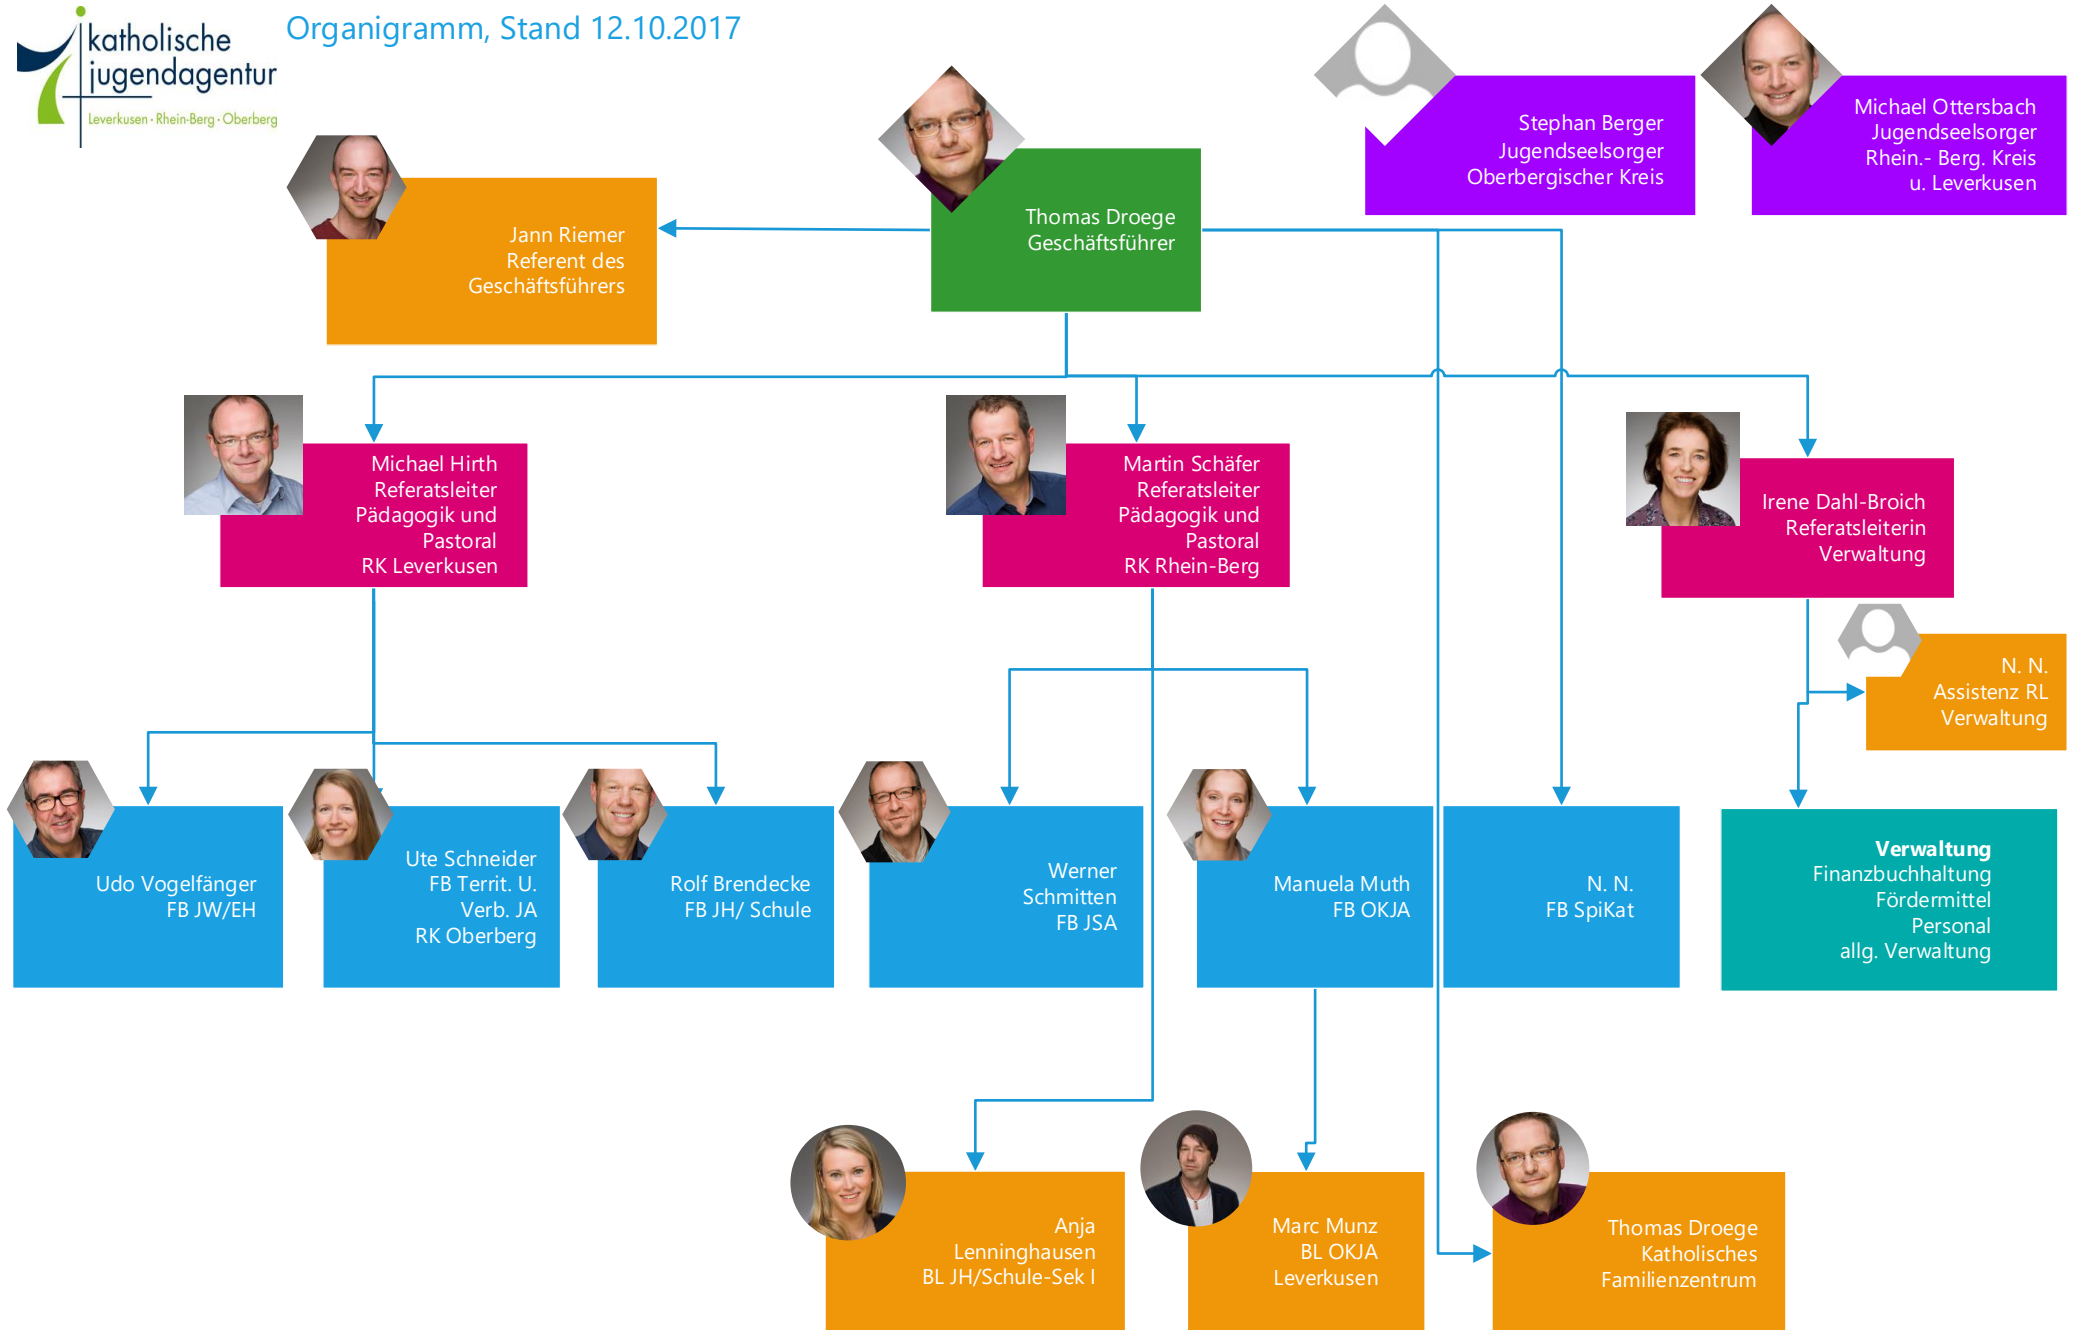 katholische
jugendagentur
Leverkusen · Rhein-Berg · Oberberg
Organigramm, Stand 12.10.2017
Stephan Berger
Jugendseelsorger
Oberbergischer Kreis
Michael Ottersbach
Jugendseelsorger
Rhein.- Berg. Kreis
u. Leverkusen
Jann Riemer
Referent des
Geschäftsführers
Thomas Droege
Geschäftsführer
Michael Hirth
Referatsleiter
Pädagogik und
Pastoral
RK Leverkusen
Martin Schäfer
Referatsleiter
Pädagogik und
Pastoral
RK Rhein-Berg
Irene Dahl-Broich
Referatsleiterin
Verwaltung
N. N.
Assistenz RL
Verwaltung
Udo Vogelfänger
FB JW/EH
Ute Schneider
FB Territ. U.
Verb. JA
RK Oberberg
Rolf Brendecke
FB JH/ Schule
Werner
Schmitten
FB JSA
Manuela Muth
FB OKJA
N. N.
FB SpiKat
Verwaltung
Finanzbuchhaltung
Fördermittel
Personal
allg. Verwaltung
Anja
Lenninghausen
BL JH/Schule-Sek I
Marc Munz
BL OKJA
Leverkusen
Thomas Droege
Katholisches
Familienzentrum